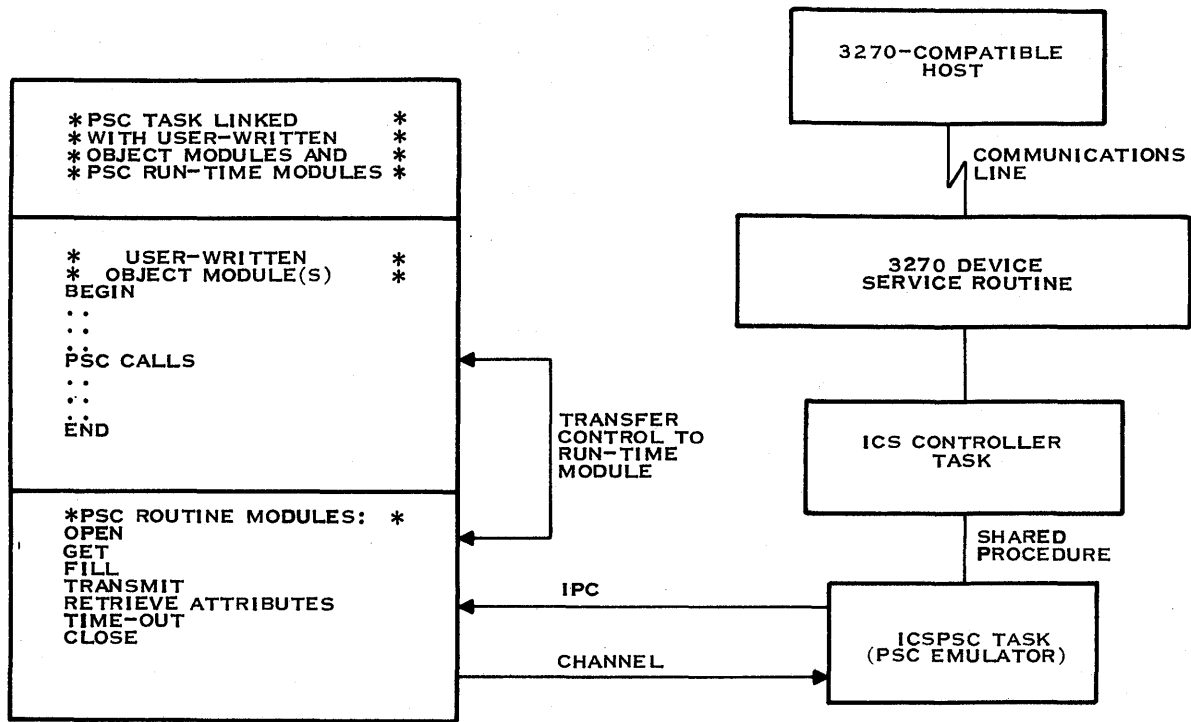 3270-COMPATIBLE
HOST
COMMUNICATIONS
LINE
3270 DEVICE
SERVICE ROUTINE
ICS CONTROLLER
TASK
SHARED
PROCEDURE
ICSPSC TASK
(PSC EMULATOR)
*PSC TASK LINKED *
*WITH USER-WRITTEN *
*OBJECT MODULES AND *
*PSC RUN-TIME MODULES *
* USER-WRITTEN *
* OBJECT MODULE(S) *
BEGIN
..
..
..
PSC CALLS
..
..
..
END
TRANSFER
CONTROL TO
RUN-TIME
MODULE
*PSC ROUTINE MODULES: *
OPEN
GET
FILL
TRANSMIT
RETRIEVE ATTRIBUTES
TIME-OUT
CLOSE
IPC
CHANNEL